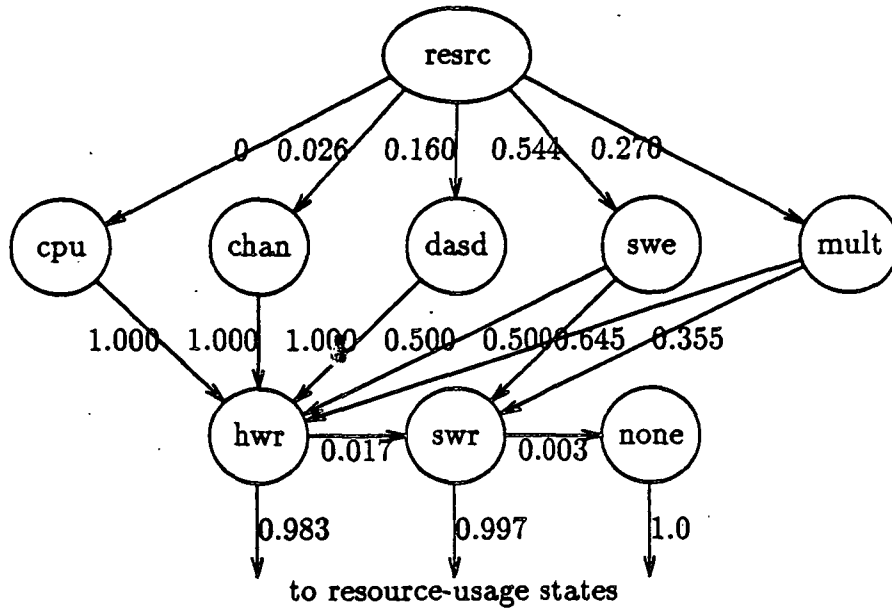 resrc
0 0.026 0.160 0.544 0.270
cpu chan dasd swe mult
1.000 1.000 1.000 0.500 0.500 0.645 0.355
hwr swr none
0.017 0.003
0.983 0.997 1.0
to resource-usage states